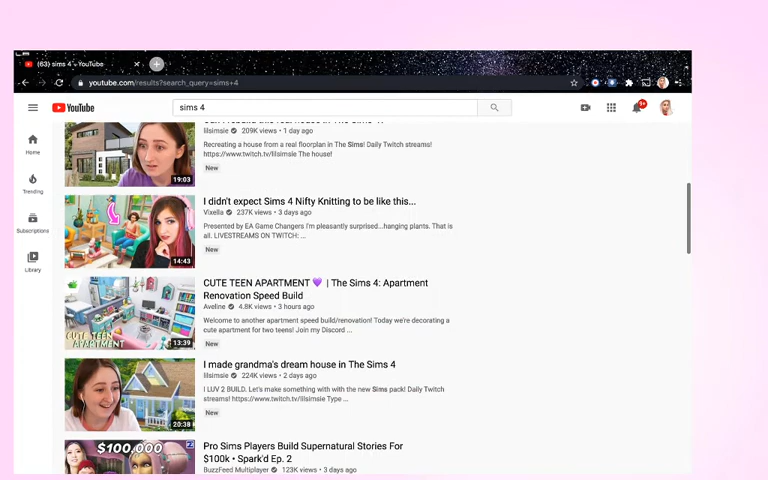 (63) sims 4 - YouTube
youtube.com/results?search_query=sims+4
YouTube
sims 4
9+
Home
Trending
Subscriptions
Library
lilsimsie 209K views • 1 day ago
Recreating a house from a real floorplan in The Sims! Daily Twitch streams!
https://www.twitch.tv/lilsimsie The house!
New
19:03
I didn't expect Sims 4 Nifty Knitting to be like this...
Vixella 237K views • 3 days ago
Presented by EA Game Changers I'm pleasantly surprised...hanging plants. That is
all. LIVESTREAMS ON TWITCH: ...
New
14:43
CUTE TEEN APARTMENT 💜 | The Sims 4: Apartment
Renovation Speed Build
Aveline 4.8K views • 3 hours ago
Welcome to another apartment speed build/renovation! Today we're decorating a
cute apartment for two teens! Join my Discord ...
New
CUTE TEEN
APARTMENT
13:39
I made grandma's dream house in The Sims 4
lilsimsie 224K views • 2 days ago
I LUV 2 BUILD. Let's make something with with the new Sims pack! Daily Twitch
streams! https://www.twitch.tv/lilsimsie Type ...
New
20:38
Pro Sims Players Build Supernatural Stories For
$100k • Spark'd Ep. 2
BuzzFeed Multiplayer 123K views • 3 days ago
$100,000